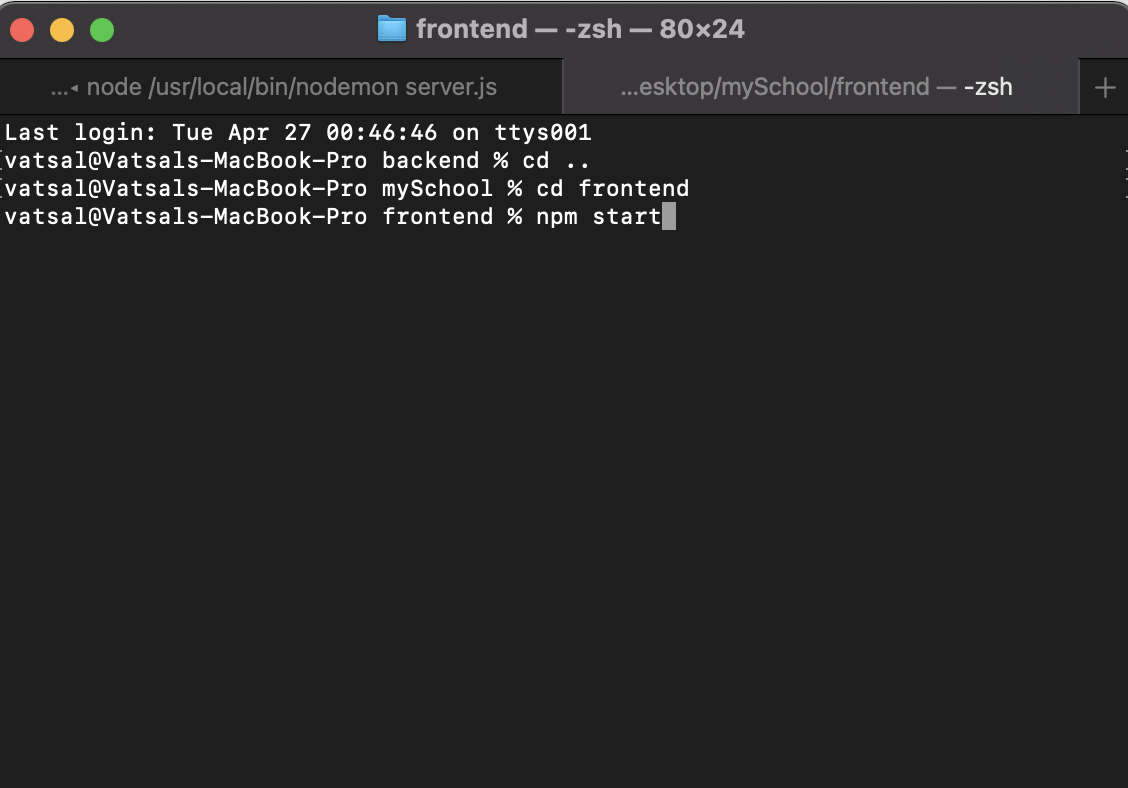 frontend — -zsh — 80×24
...◂ node /usr/local/bin/nodemon server.js
...esktop/mySchool/frontend — -zsh
+
Last login: Tue Apr 27 00:46:46 on ttys001
[vatsal@Vatsals-MacBook-Pro backend % cd ..
[vatsal@Vatsals-MacBook-Pro mySchool % cd frontend
vatsal@Vatsals-MacBook-Pro frontend % npm start